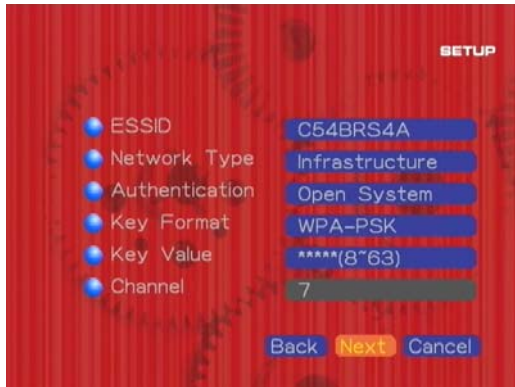 SETUP
ESSID C54BRS4A
Network Type Infrastructure
Authentication Open System
Key Format WPA-PSK
Key Value *****(8~63)
Channel 7
Back Next Cancel